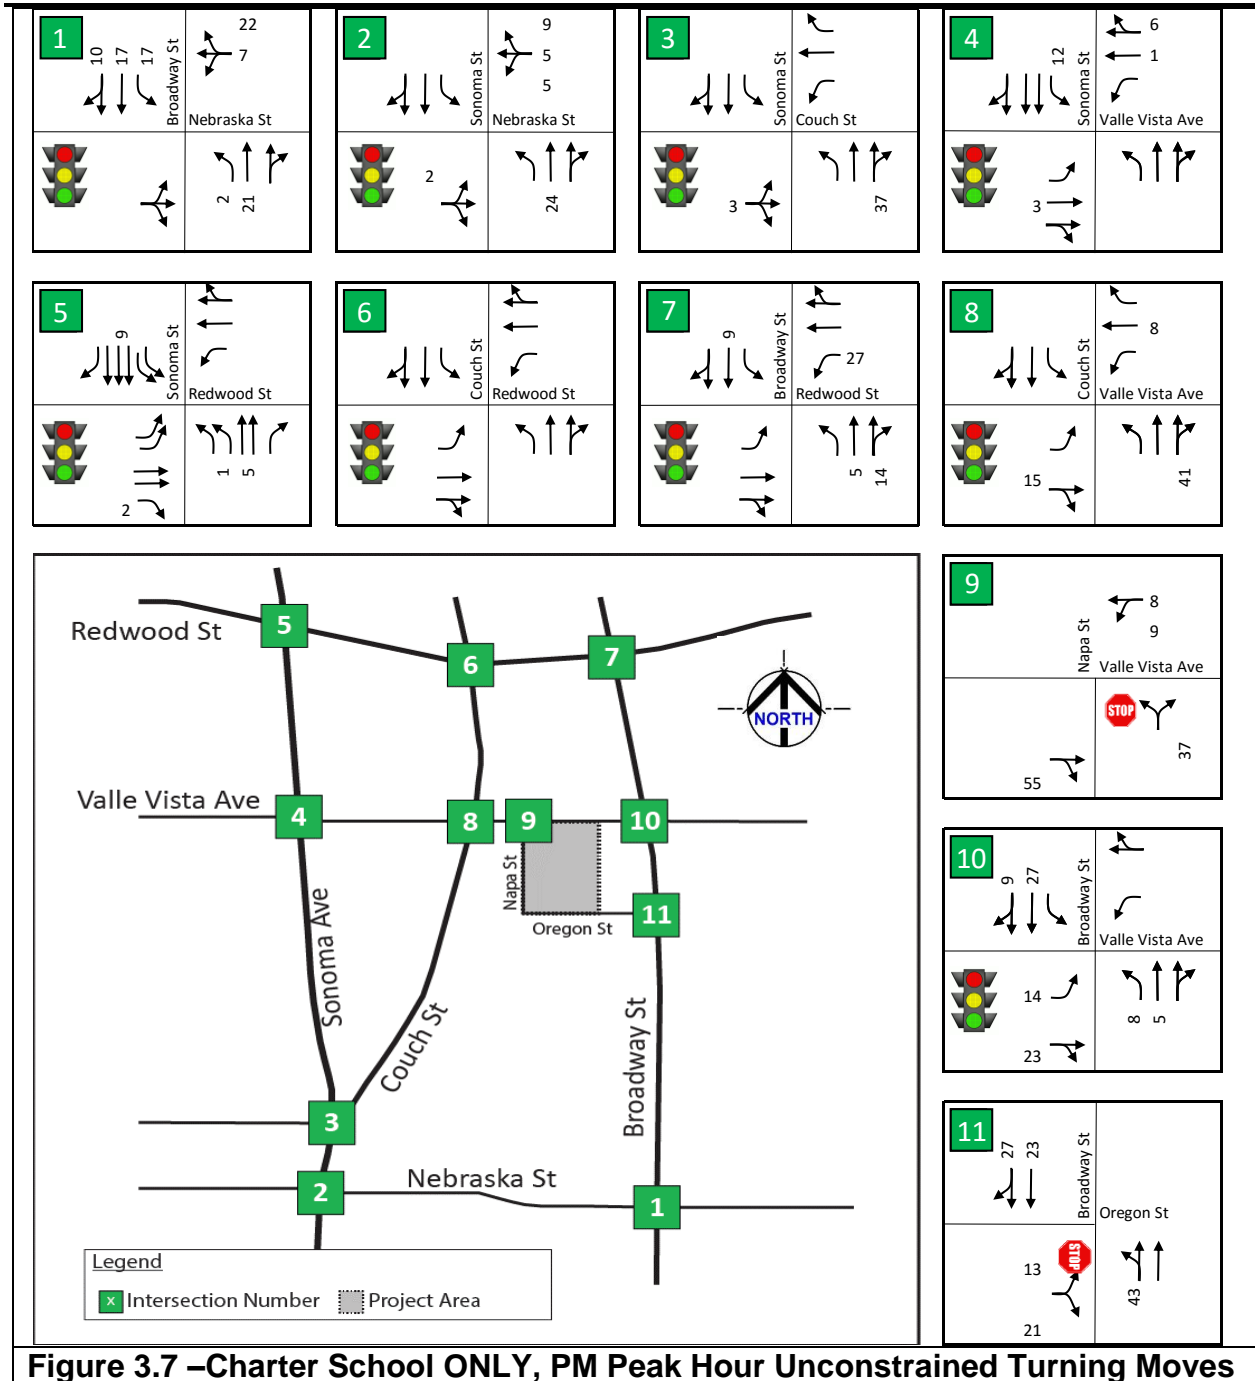 1
10
17
17
Broadway St
22
7
Nebraska St
2
21
2
Sonoma St
9
5
5
Nebraska St
2
24
3
Sonoma St
Couch St
3
37
4
12
Sonoma St
6
1
Valle Vista Ave
3
5
9
Sonoma St
Redwood St
1
5
2
6
Couch St
Redwood St
7
9
Broadway St
27
Redwood St
5
14
8
Couch St
8
Valle Vista Ave
15
41
Redwood St
5
6
7
NORTH
Valle Vista Ave
4
8
9
10
Napa St
11
Oregon St
Sonoma Ave
Couch St
Broadway St
3
2
Nebraska St
1
Legend
x Intersection Number
Project Area
9
Napa St
8
9
Valle Vista Ave
STOP
37
55
10
9
27
Broadway St
Valle Vista Ave
14
8
5
23
11
27
23
Broadway St
Oregon St
13
STOP
43
21
Figure 3.7 –Charter School ONLY, PM Peak Hour Unconstrained Turning Moves